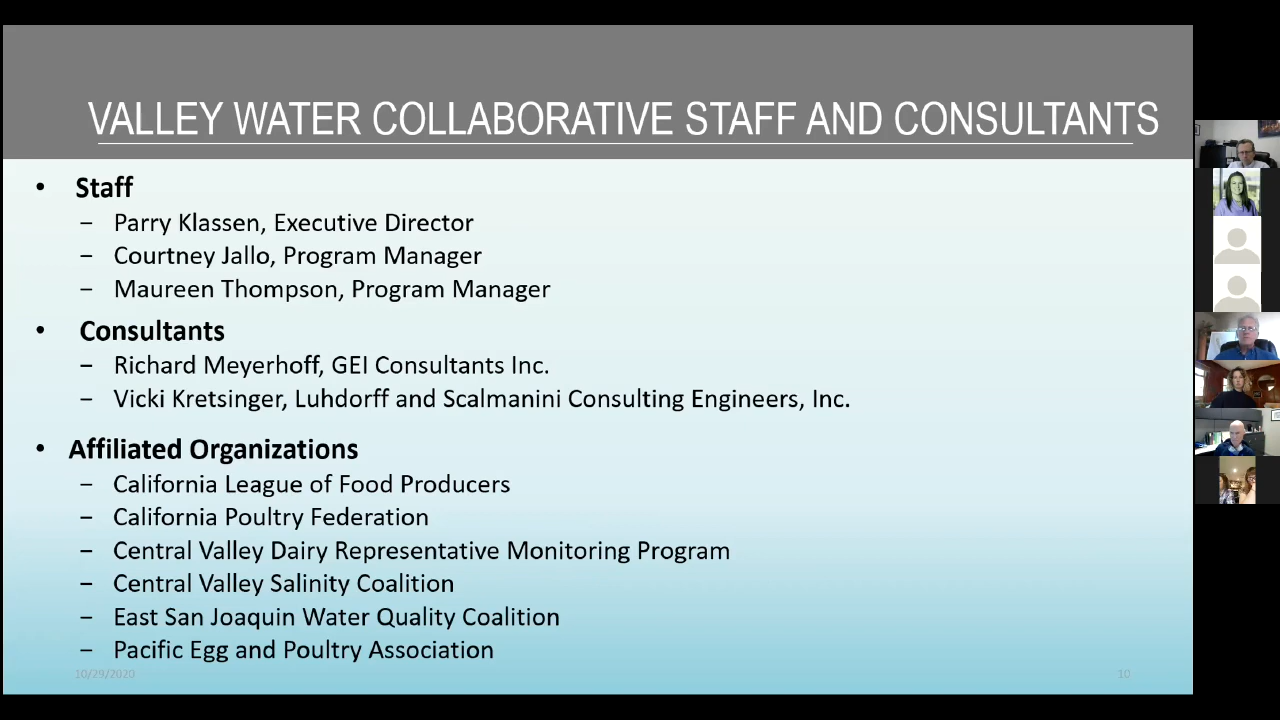 VALLEY WATER COLLABORATIVE STAFF AND CONSULTANTS
• Staff
– Parry Klassen, Executive Director
– Courtney Jallo, Program Manager
– Maureen Thompson, Program Manager
• Consultants
– Richard Meyerhoff, GEI Consultants Inc.
– Vicki Kretsinger, Luhdorff and Scalmanini Consulting Engineers, Inc.
• Affiliated Organizations
– California League of Food Producers
– California Poultry Federation
– Central Valley Dairy Representative Monitoring Program
– Central Valley Salinity Coalition
– East San Joaquin Water Quality Coalition
– Pacific Egg and Poultry Association
10/29/2020 10